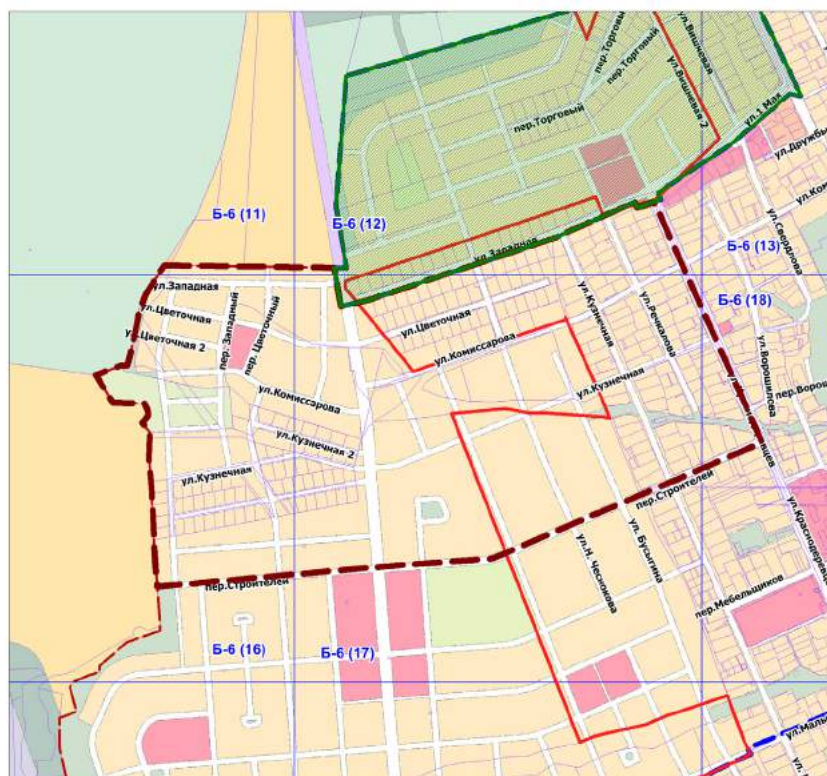 пер.Торговый
ул.Вишневая
пер.Торговый
ул.Вишневая 2
пер.Торговый
ул.1 Мая
ул.Дружбы
Б-6 (11)
Б-6 (12)
ул.Западная
Б-6 (13)
ул.Свердлова
Б-6 (18)
ул.Западная
ул.Цветочная
ул.Цветочная 2
пер. Западный
пер. Цветочный
ул.Цветочная
ул.Комиссарова
ул.Кузнечная
ул.Речкалова
ул.Ворошилова
ул.Комиссарова
ул.Кузнечная
ул.Кузнечная 2
ул.Кузнечная
пер.Строителей
ул.Краснодеревцев
пер.Строителей
ул.Н. Чеснокова
ул. Бусыгина
пер.Мебельщиков
Б-6 (16)
Б-6 (17)